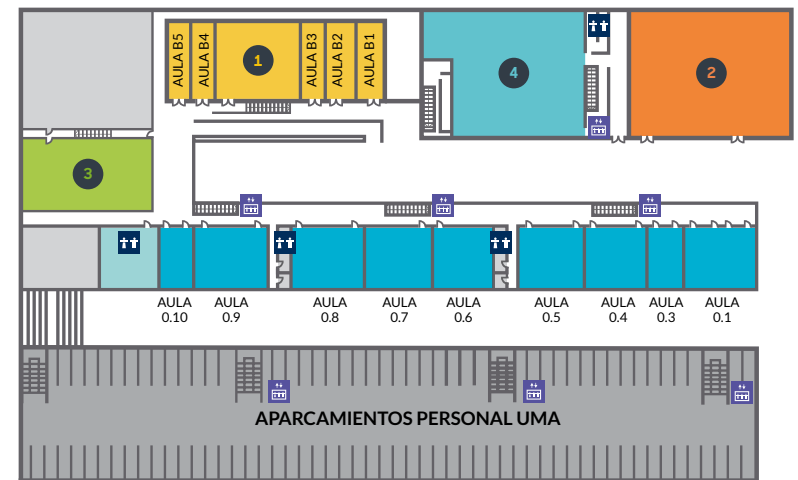 AULA B5
AULA B4
1
AULA B3
AULA B2
AULA B1
4
2
3
AULA
0.10
AULA
0.9
AULA
0.8
AULA
0.7
AULA
0.6
AULA
0.5
AULA
0.4
AULA
0.3
AULA
0.1
APARCAMIENTOS PERSONAL UMA